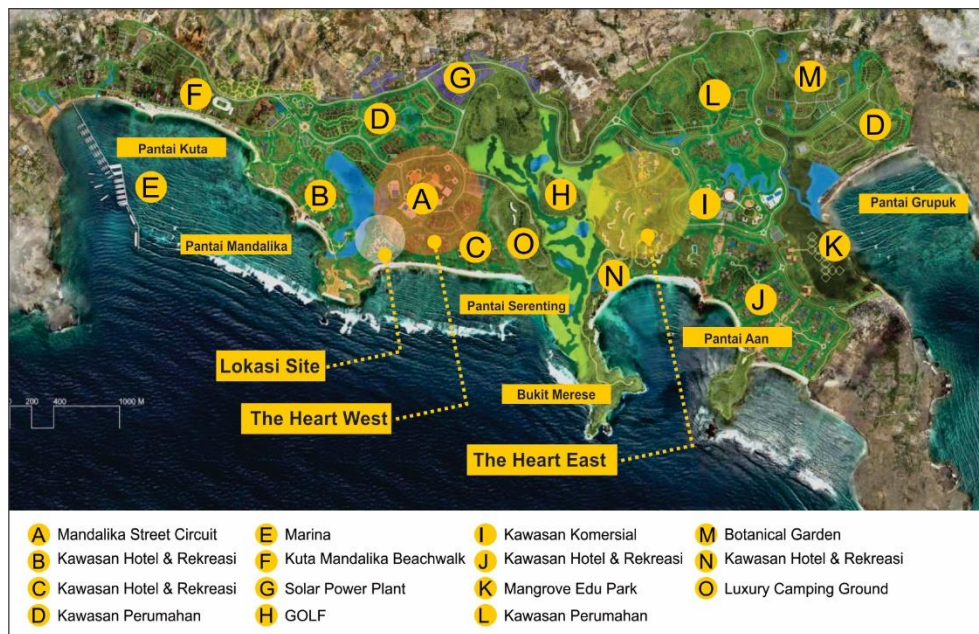 G
M
F
L
D
D
Pantai Kuta
E
B
A
H
I
Pantai Grupuk
Pantai Mandalika
C
O
K
N
Pantai Serenting
J
Pantai Aan
Lokasi Site
Bukit Merese
0 200 400 1000 M
The Heart West
The Heart East
A Mandalika Street Circuit
B Kawasan Hotel & Rekreasi
C Kawasan Hotel & Rekreasi
D Kawasan Perumahan
E Marina
F Kuta Mandalika Beachwalk
G Solar Power Plant
H GOLF
I Kawasan Komersial
J Kawasan Hotel & Rekreasi
K Mangrove Edu Park
L Kawasan Perumahan
M Botanical Garden
N Kawasan Hotel & Rekreasi
O Luxury Camping Ground